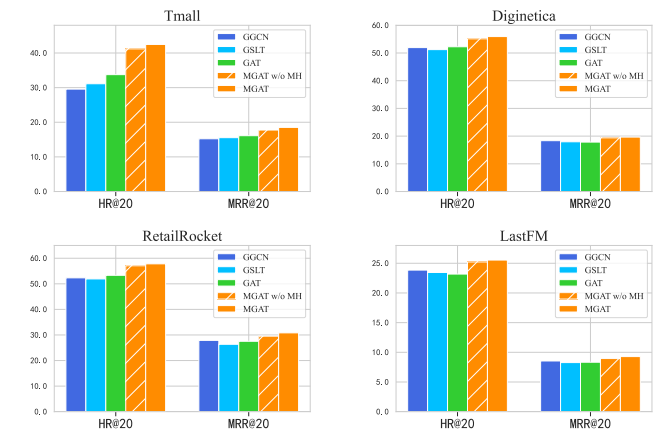 Tmall
40.0
30.0
20.0
10.0
0.0
HR@20
MRR@20
GGCN
GSLT
GAT
MGAT w/o MH
MGAT
Diginetica
60.0
50.0
40.0
30.0
20.0
10.0
0.0
HR@20
MRR@20
GGCN
GSLT
GAT
MGAT w/o MH
MGAT
RetailRocket
60.0
50.0
40.0
30.0
20.0
10.0
0.0
HR@20
MRR@20
GGCN
GSLT
GAT
MGAT w/o MH
MGAT
LastFM
25.0
20.0
15.0
10.0
5.0
0.0
HR@20
MRR@20
GGCN
GSLT
GAT
MGAT w/o MH
MGAT